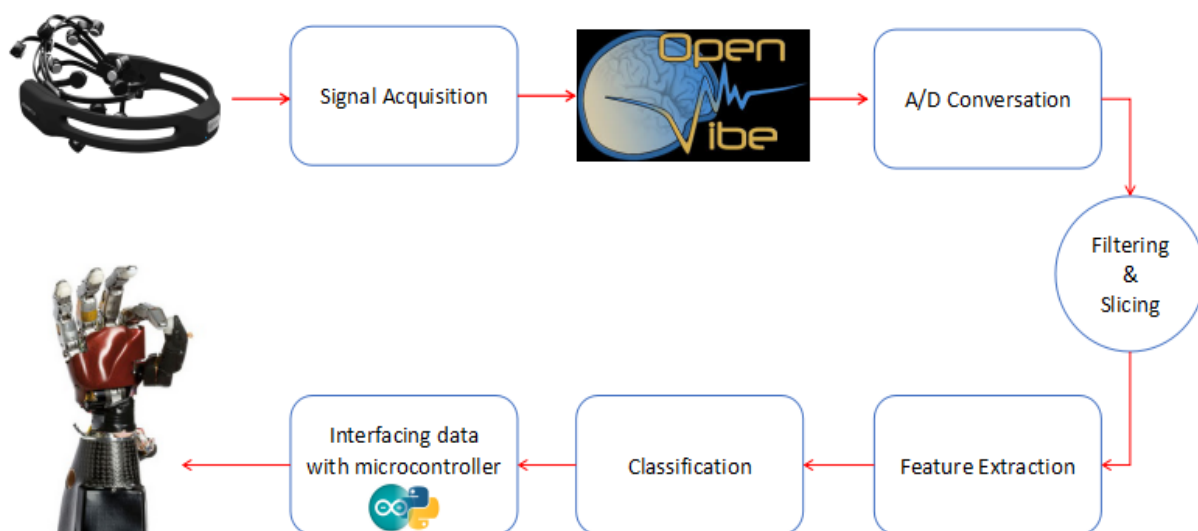 Signal Acquisition
Open
Vibe
A/D Conversation
Filtering
&
Slicing
Interfacing data
with microcontroller
Classification
Feature Extraction